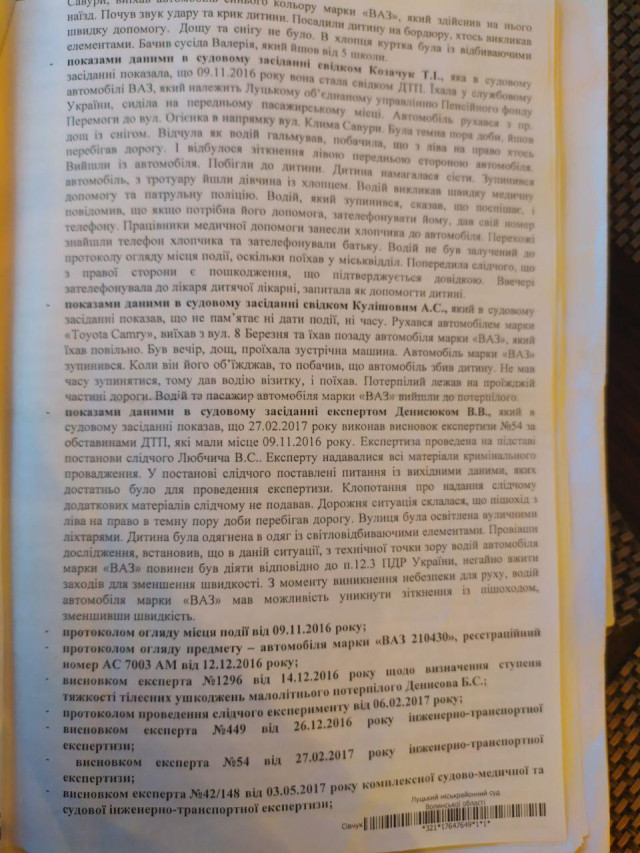 Савури, виїхав автомобіль синього кольору марки «ВАЗ», який здійснив на нього
наїзд. Почув звук удару та крик дитини. Посадили дитину на бордюру, хтось викликав
швидку допомогу. Дощу та снігу не було. В хлопця куртка була із відбиваючими
елементами. Бачив сусіда Валерія, який йшов від 5 школи.
- показами даними в судовому засіданні свідком Козачук Т.І., яка в судовому
засіданні показала, що 09.11.2016 року вона стала свідком ДТП. Їхала у службовому
автомобілі ВАЗ, який належить Луцькому об’єднаному управлінню Пенсійного фонду
України, сиділа на передньому пасажирському місці. Автомобіль рухався з пр.
Перемоги до вул. Огієнка в напрямку вул. Клима Савури. Була темна пора доби, йшов
дощ із снігом. Відчула як водій гальмував, побачила, що з ліва на право хтось
перебігав дорогу. І відбулося зіткнення лівою передньою стороною автомобіля.
Вийшли із автомобіля. Побігли до дитини. Дитина намагалася сісти. Зупинився
автомобіль, з тротуару йшли дівчина із хлопцем. Водій викликав швидку медичну
допомогу та патрульну поліцію. Водій, який зупинився, сказав, що поспішає, і
повідомив, що якщо потрібна його допомога, зателефонувати йому, дав свій номер
телефону. Працівники медичної допомоги занесли хлопчика до автомобіля. Перехожі
знайшли телефон хлопчика та зателефонували батьку. Водій не був залучений до
протоколу огляду місця події, оскільки поїхав у міськвідділ. Попередила слідчого, що
з правої сторони є пошкодження, що підтверджується довідкою. Ввечері
зателефонувала до лікаря дитячої лікарні, запитала як допомогти дитині.
- показами даними в судовому засіданні свідком Кулішовим А.С., який в судовому
засіданні показав, що не пам’ятає ні дати події, ні часу. Рухався автомобілем марки
«Toyota Camry», виїхав з вул. 8 Березня та їхав позаду автомобіля марки «ВАЗ», який
їхав повільно. Був вечір, дощ, проїхала зустрічна машина. Автомобіль марки «ВАЗ»
зупинився. Коли він його об’їжджав, то побачив, що автомобіль збив дитину. Не мав
часу зупинятися, тому дав водію візитку, і поїхав. Потерпілий лежав на проїжджій
частині дороги. Водій та пасажир автомобіля марки «ВАЗ» вийшли до потерпілого.
- показами даними в судовому засіданні експертом Денисюком В.В., який в
судовому засіданні показав, що 27.02.2017 року виконав висновок експертизи №54 за
обставинами ДТП, які мали місце 09.11.2016 року. Експертиза проведена на підставі
постанови слідчого Любчича В.С.. Експерту надавалися всі матеріали кримінального
провадження. У постанові слідчого поставлені питання із вихідними даними, яких
достатньо було для проведення експертизи. Клопотання про надання слідчому
додаткових матеріалів слідчому не подавав. Дорожня ситуація склалася, що пішохід з
ліва на право в темну пору доби перебігав дорогу. Вулиця була освітлена вуличними
ліхтарями. Дитина була одягнена в одяг із світловідбиваючими елементами. Провівши
дослідження, встановив, що в даній ситуації, з технічної точки зору водій автомобіля
марки «ВАЗ» повинен був діяти відповідно до п.12.3 ПДР України, негайно вжити
заходів для зменшення швидкості. З моменту виникнення небезпеки для руху, водій
автомобіля марки «ВАЗ» мав можливість уникнути зіткнення із пішоходом,
зменшивши швидкість.
- протоколом огляду місця події від 09.11.2016 року;
- протоколом огляду предмету – автомобіля марки «ВАЗ 210430», реєстраційний
номер АС 7003 АМ від 12.12.2016 року;
- висновком експерта №1296 від 14.12.2016 року щодо визначення ступеня
тяжкості тілесних ушкоджень малолітнього потерпілого Денисова Б.С.;
- протоколом проведення слідчого експерименту від 06.02.2017 року;
- висновком експерта №449 від 26.12.2016 року інженерно-транспортної
експертизи;
- висновком експерта №54 від 27.02.2017 року інженерно-транспортної
експертизи;
- висновком експерта №42/148 від 03.05.2017 року комплексної судово-медичної та
судової інженерно-транспортної експертизи;
Луцький міськрайонний суд
Волинської області
Сівчук
*321*17647649*1*1*